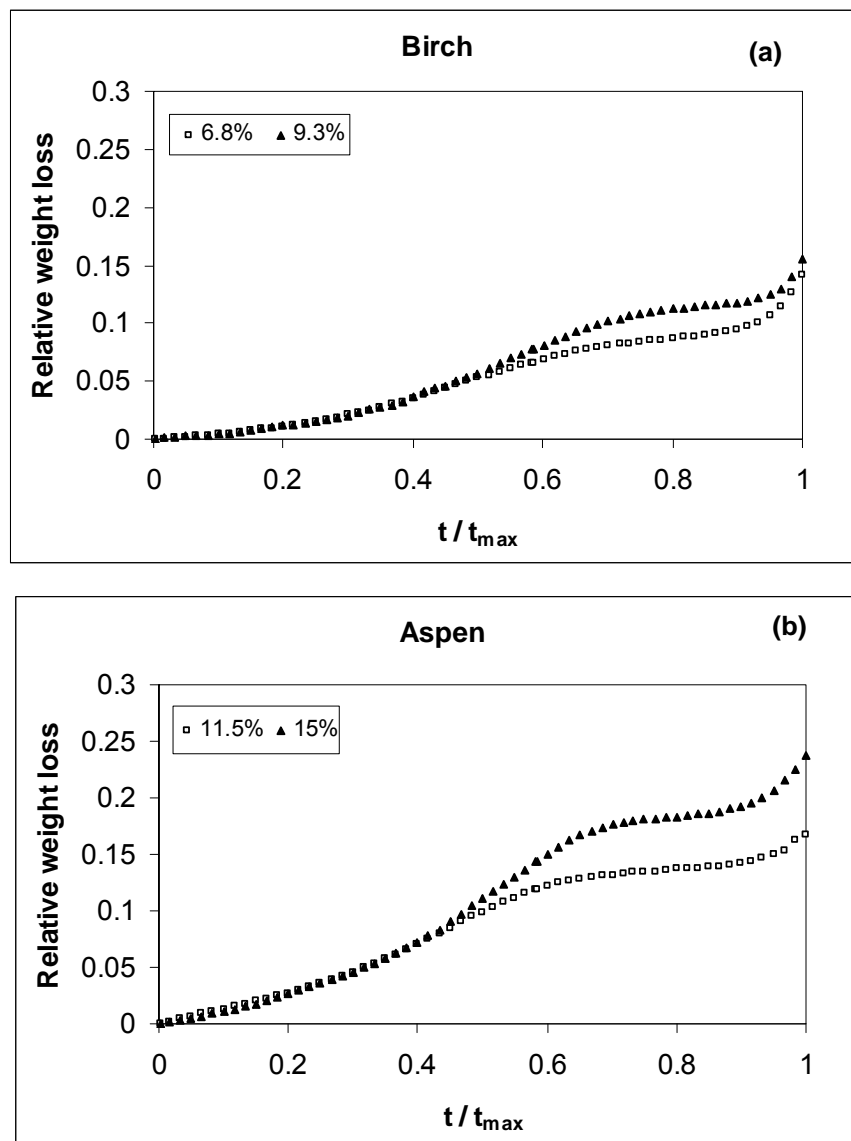 Birch
(a)
0.3
0.25
0.2
0.15
0.1
0.05
0
6.8% 9.3%
Relative weight loss
0 0.2 0.4 0.6 0.8 1
t / tmax
Aspen
(b)
0.3
0.25
0.2
0.15
0.1
0.05
0
11.5% 15%
Relative weight loss
0 0.2 0.4 0.6 0.8 1
t / tmax